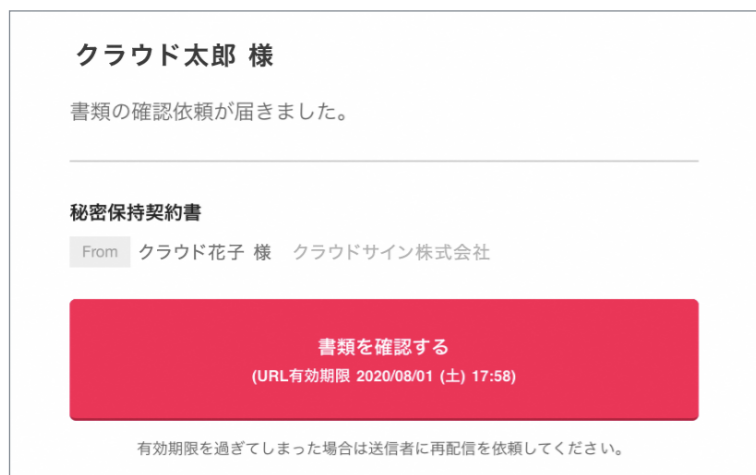 クラウド太郎 様
書類の確認依頼が届きました。
秘密保持契約書
From クラウド花子 様 クラウドサイン株式会社
書類を確認する
(URL有効期限 2020/08/01 (土) 17:58)
有効期限を過ぎてしまった場合は送信者に再配信を依頼してください。